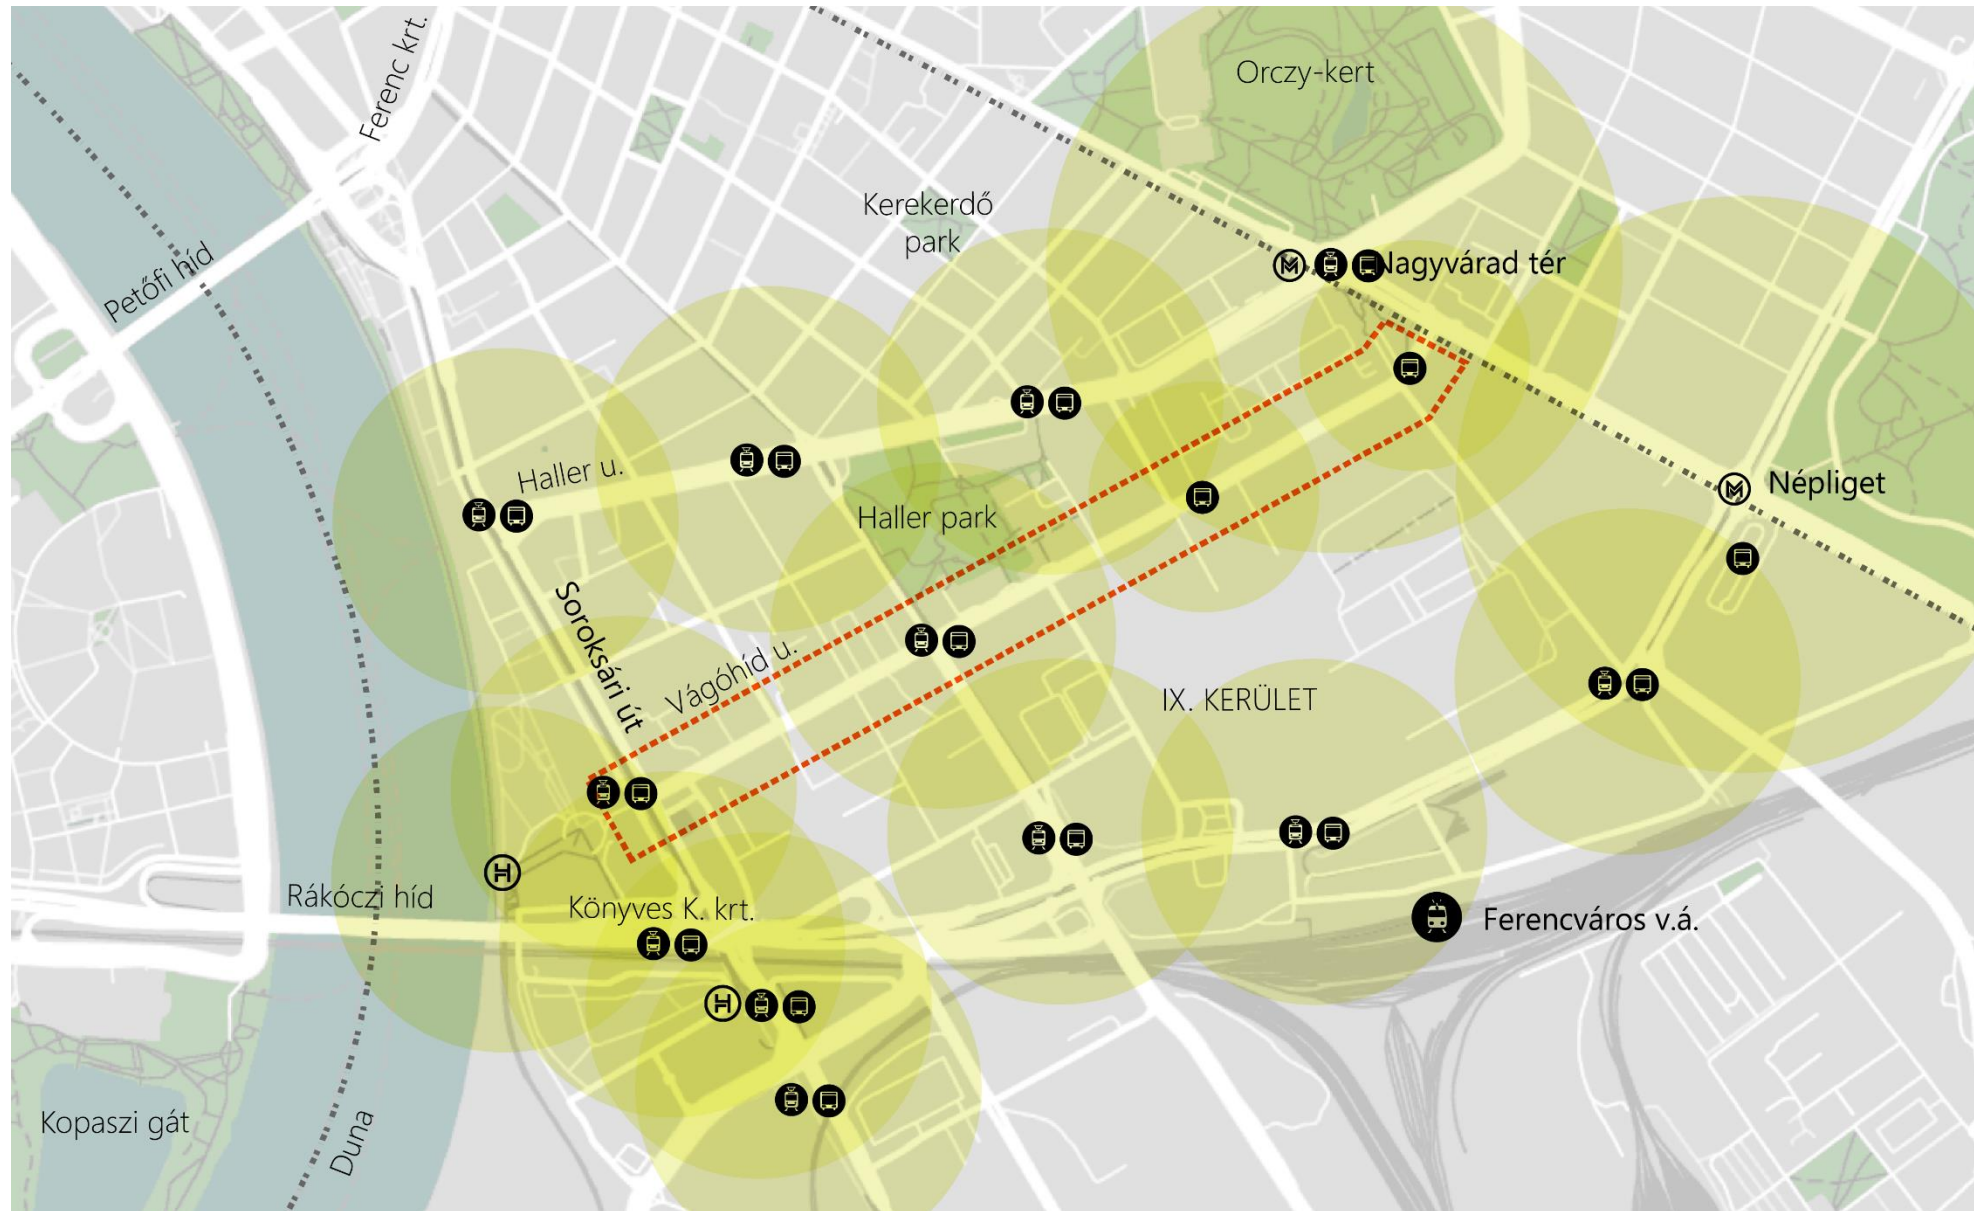 Ferenc krt.
Orczy-kert
Kerekerdő
park
Petőfi híd
Nagyvárad tér
M
Haller u.
Haller park
M
Népliget
Soroksári út
Vágóhíd u.
IX. KERÜLET
H
Rákóczi híd
Könyves K. krt.
Ferencváros v.á.
H
Kopaszi gát
Duna